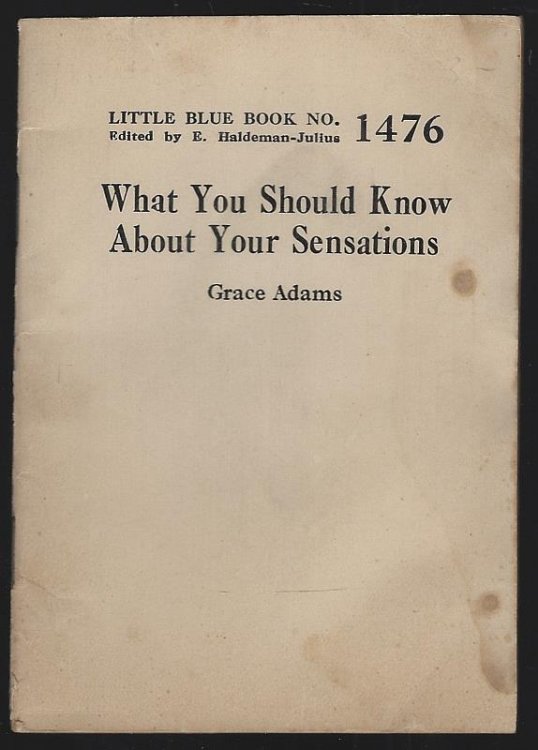 LITTLE BLUE BOOK NO. 1476
Edited by E. Haldeman-Julius
What You Should Know
About Your Sensations
Grace Adams